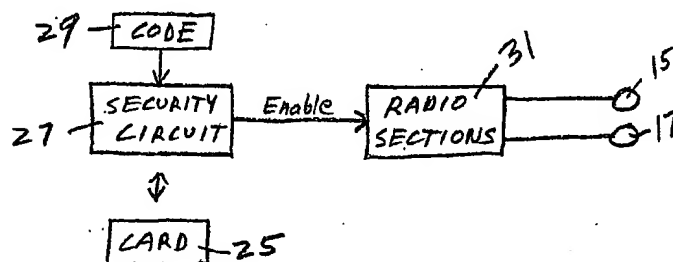 29
CODE
31
15
SECURITY
CIRCUIT
Enable
RADIO
SECTIONS
27
17
CARD
25